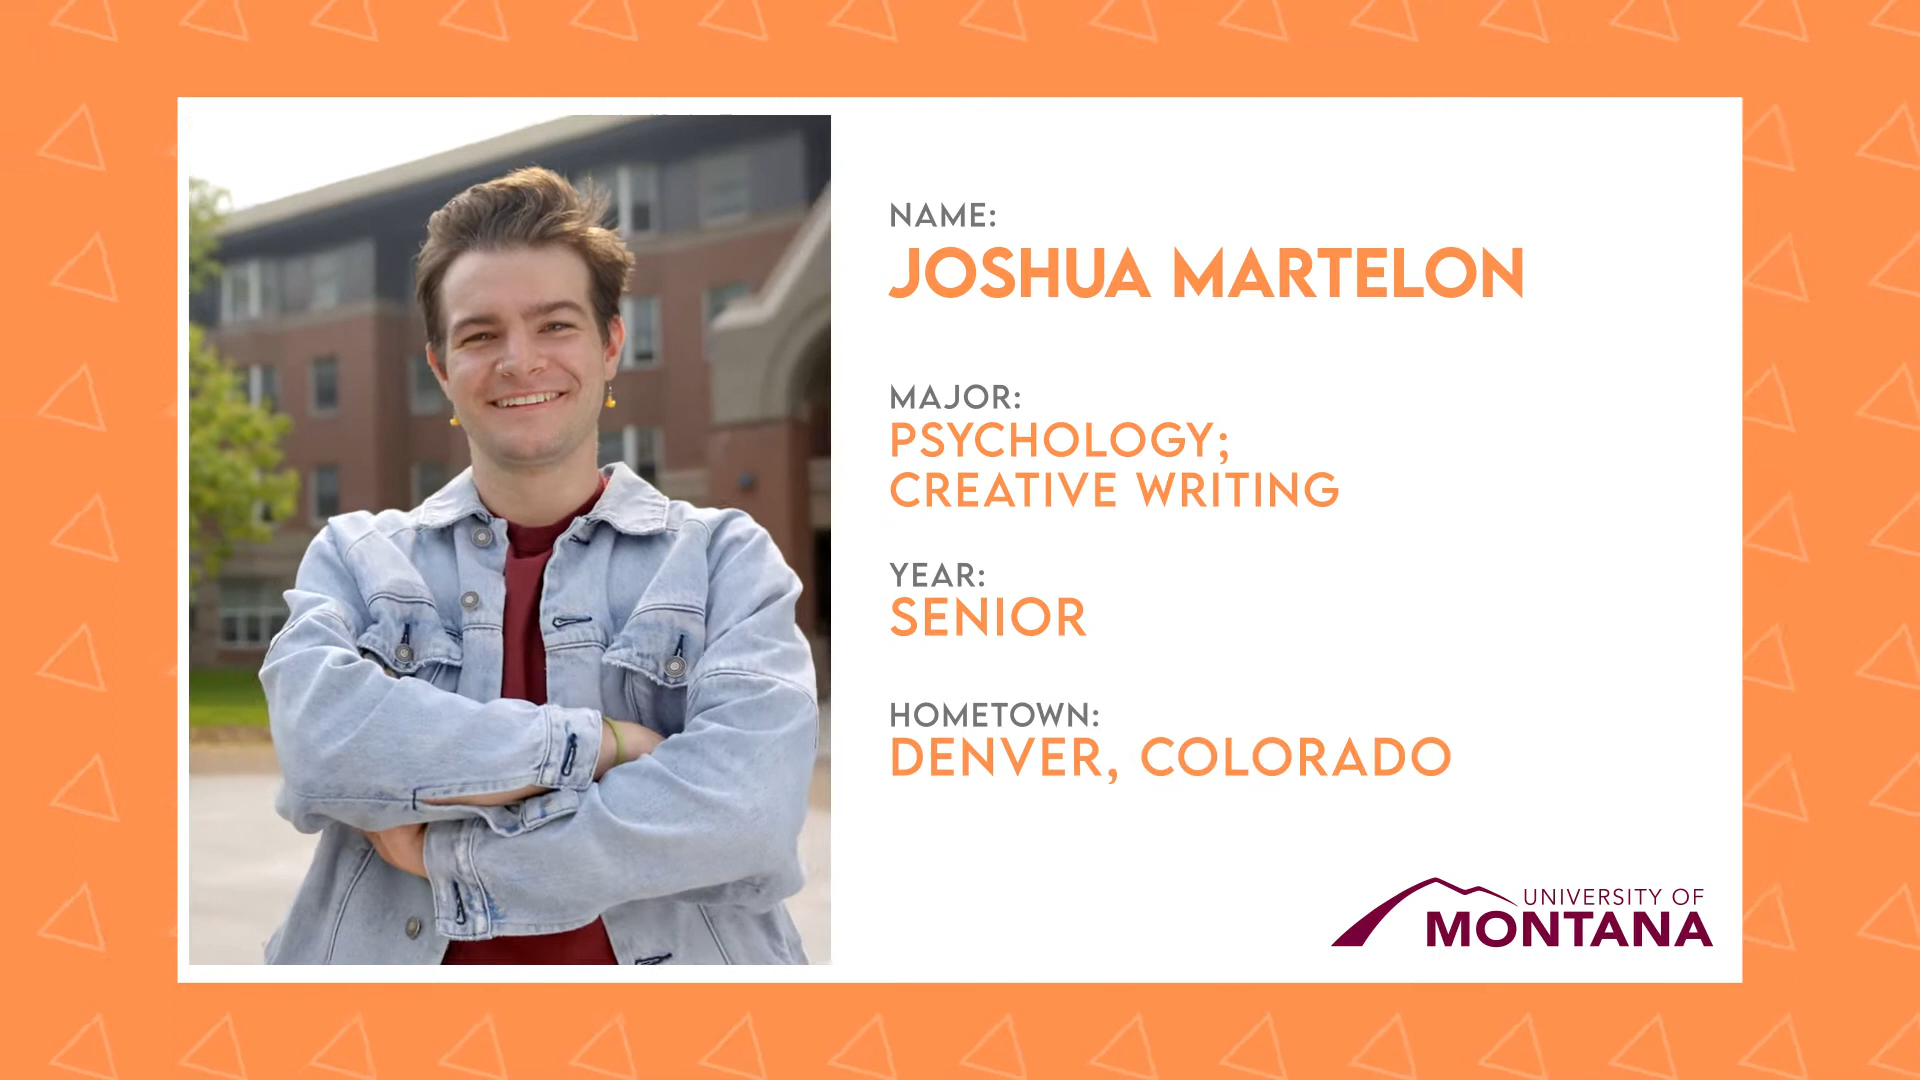 NAME:
JOSHUA MARTELON
MAJOR:
PSYCHOLOGY;
CREATIVE WRITING
YEAR:
SENIOR
HOMETOWN:
DENVER, COLORADO
UNIVERSITY OF
MONTANA